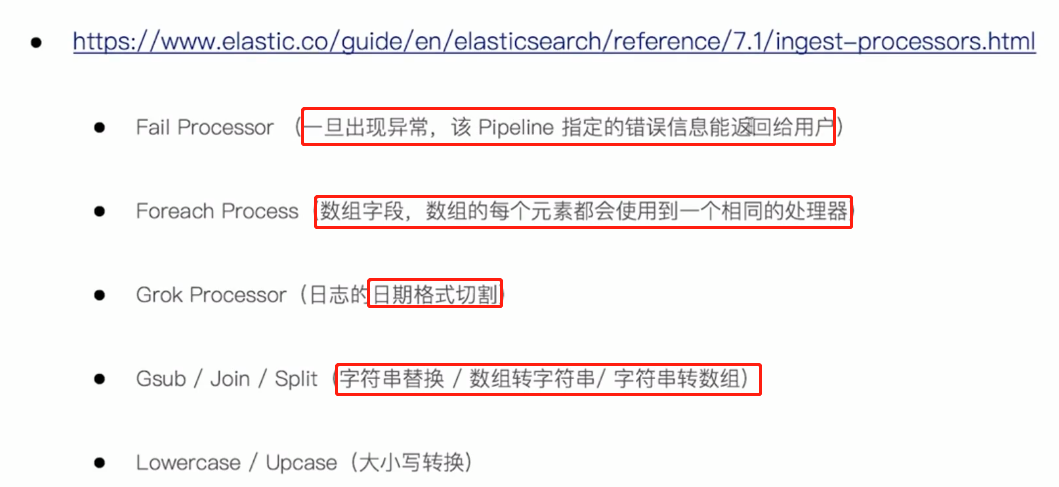 https://www.elastic.co/guide/en/elasticsearch/reference/7.1/ingest-processors.html
Fail Processor （一旦出现异常，该 Pipeline 指定的错误信息能返回给用户）
Foreach Process （数组字段，数组的每个元素都会使用到一个相同的处理器）
Grok Processor（日志的日期格式切割）
Gsub / Join / Split（字符串替换 / 数组转字符串/ 字符串转数组）
Lowercase / Upcase（大小写转换）